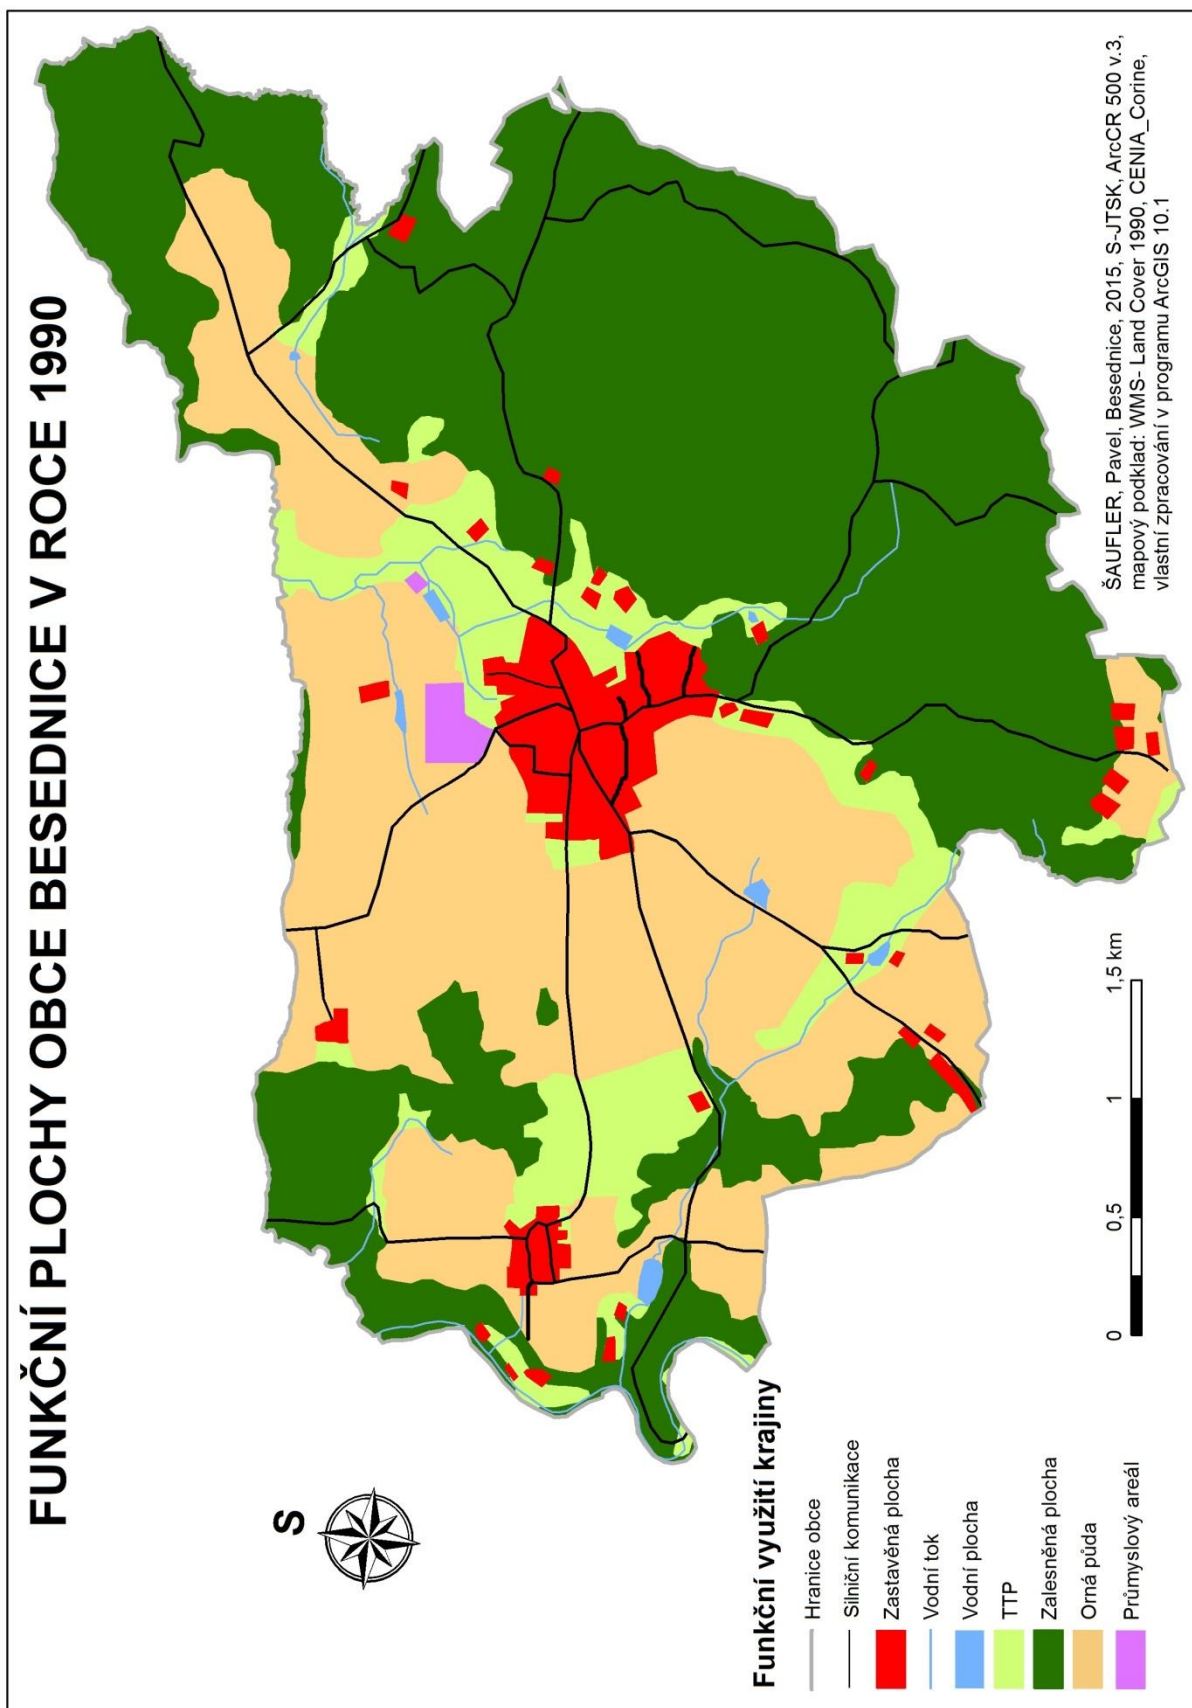 FUNKČNÍ PLOCHY OBCE BESEDNICE V ROCE 1990
S
Funkční využití krajiny
Hranice obce
Silniční komunikace
Zastavěná plocha
Vodní tok
Vodní plocha
TTP
Zalesněná plocha
Orná půda
Průmyslový areál
0 0,5 1 1,5 km
ŠAUFLER, Pavel, Besednice, 2015, S-JTSK, ArcCR 500 v.3,
mapový podklad: WMS- Land Cover 1990, CENIA_Corine,
vlastní zpracování v programu ArcGIS 10.1